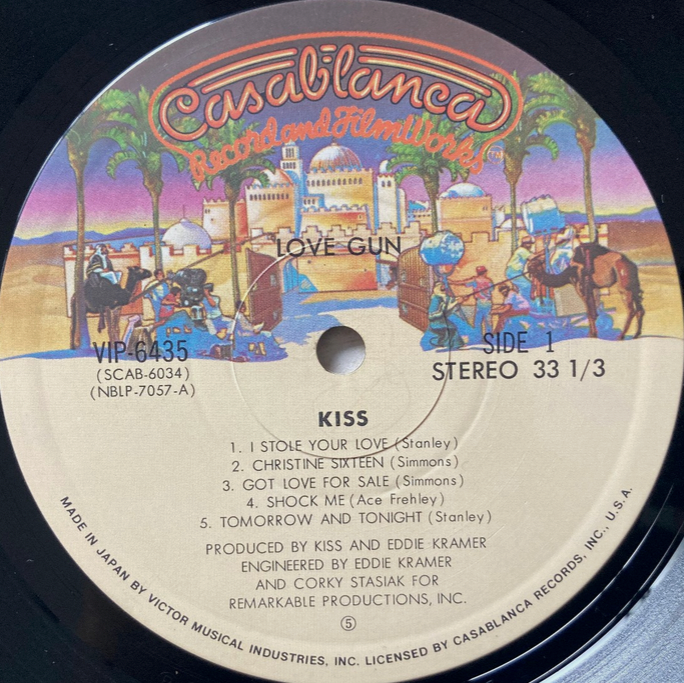 Casablanca
Record and FilmWorks™
LOVE GUN
VIP-6435
(SCAB-6034)
(NBLP-7057-A)
SIDE 1
STEREO 33 1/3
KISS
1. I STOLE YOUR LOVE (Stanley)
2. CHRISTINE SIXTEEN (Simmons)
3. GOT LOVE FOR SALE (Simmons)
4. SHOCK ME (Ace Frehley)
5. TOMORROW AND TONIGHT (Stanley)
PRODUCED BY KISS AND EDDIE KRAMER
ENGINEERED BY EDDIE KRAMER
AND CORKY STASIAK FOR
REMARKABLE PRODUCTIONS, INC.
⑤
MADE IN JAPAN BY VICTOR MUSICAL INDUSTRIES, INC. LICENSED BY CASABLANCA RECORDS, INC., U.S.A.